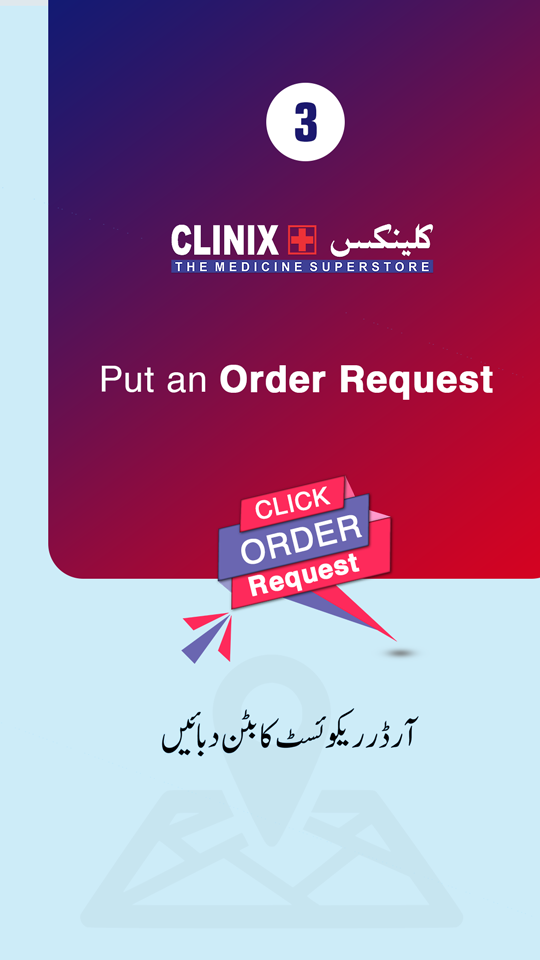 3
CLINIX کلینکس
THE MEDICINE SUPERSTORE
Put an Order Request
CLICK
ORDER
Request
آرڈر ریکوئسٹ کا بٹن دبائیں